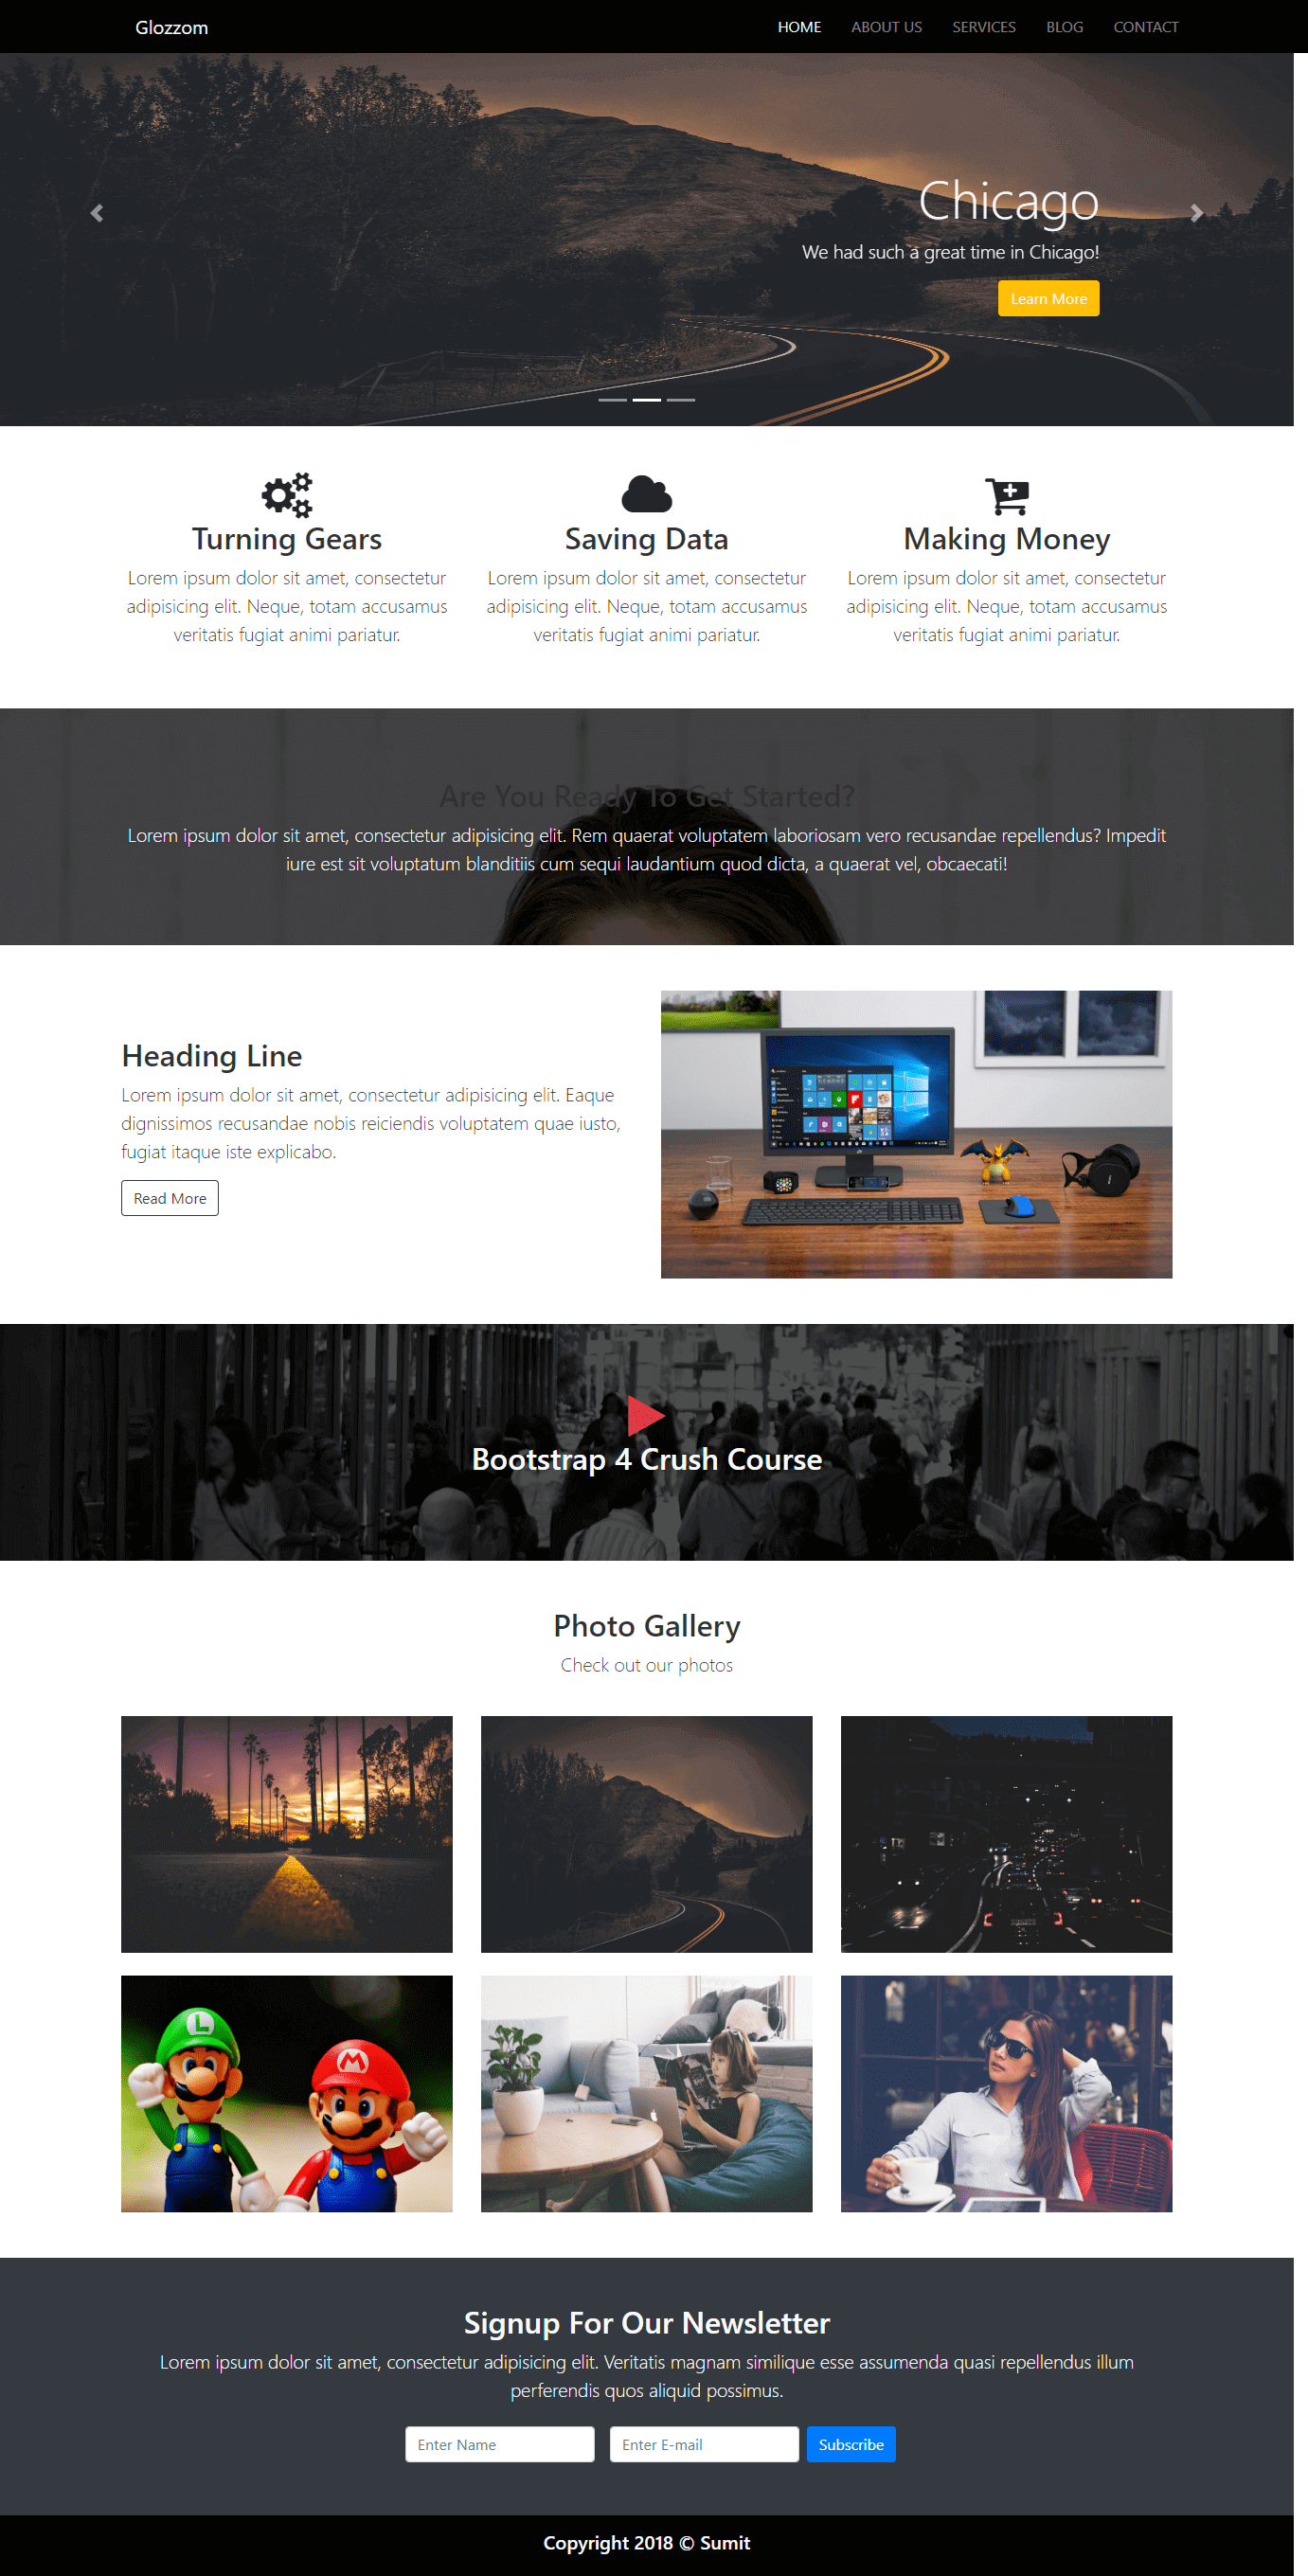 Glozzom
HOME ABOUT US SERVICES BLOG CONTACT
Chicago
We had such a great time in Chicago!
Learn More
Turning Gears
Lorem ipsum dolor sit amet, consectetur
adipisicing elit. Neque, totam accusamus
veritatis fugiat animi pariatur.
Saving Data
Lorem ipsum dolor sit amet, consectetur
adipisicing elit. Neque, totam accusamus
veritatis fugiat animi pariatur.
Making Money
Lorem ipsum dolor sit amet, consectetur
adipisicing elit. Neque, totam accusamus
veritatis fugiat animi pariatur.
Are You Ready To Get Started?
Lorem ipsum dolor sit amet, consectetur adipisicing elit. Rem quaerat voluptatem laboriosam vero recusandae repellendus? Impedit
iure est sit voluptatum blanditiis cum sequi laudantium quod dicta, a quaerat vel, obcaecati!
Heading Line
Lorem ipsum dolor sit amet, consectetur adipisicing elit. Eaque
dignissimos recusandae nobis reiciendis voluptatem quae iusto,
fugiat itaque iste explicabo.
Read More
Bootstrap 4 Crush Course
Photo Gallery
Check out our photos
L
M
Signup For Our Newsletter
Lorem ipsum dolor sit amet, consectetur adipisicing elit. Veritatis magnam similique esse assumenda quasi repellendus illum
perferendis quos aliquid possimus.
Enter Name
Enter E-mail
Subscribe
Copyright 2018 © Sumit